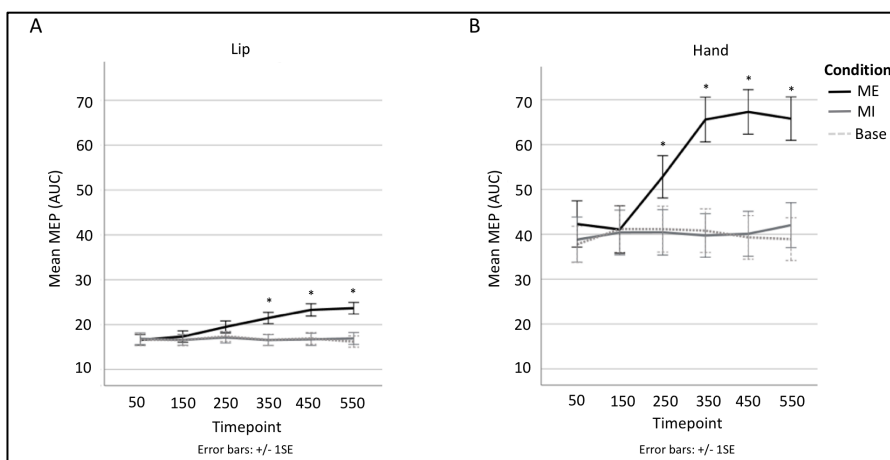 A
Lip
Mean MEP (AUC)
70
60
50
40
30
20
10
*
*
*
50 150 250 350 450 550
Timepoint
Error bars: +/- 1SE
B
Hand
Mean MEP (AUC)
70
60
50
40
30
20
10
*
*
*
*
50 150 250 350 450 550
Timepoint
Error bars: +/- 1SE
Condition
ME
MI
Base